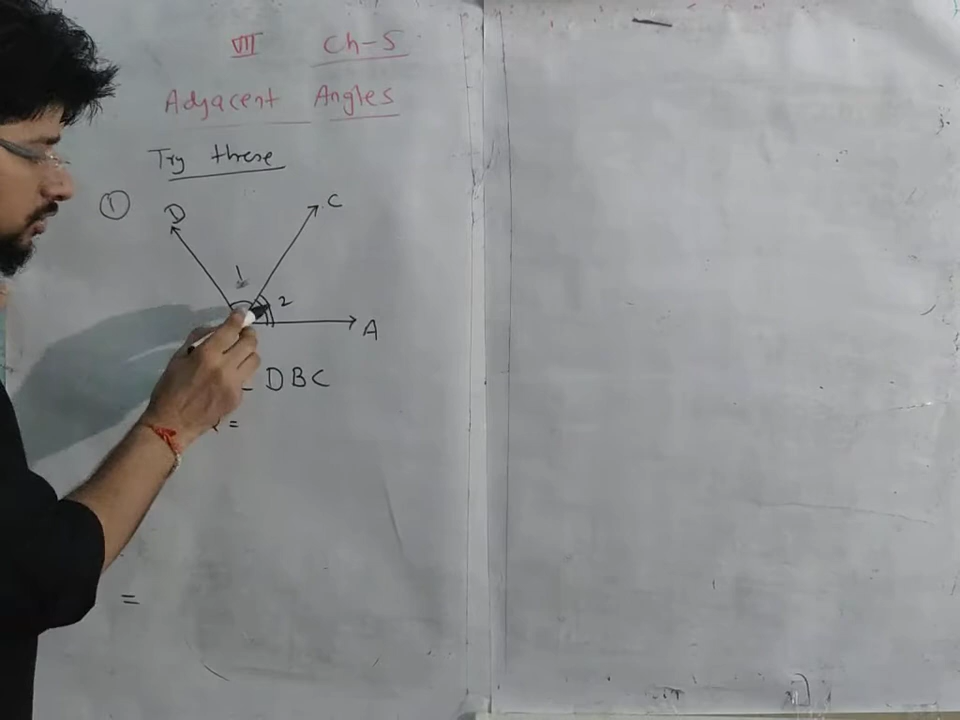 VII Ch-5
Adjacent Angles
Try these
①
D C
1 2
A
DBC
=
=